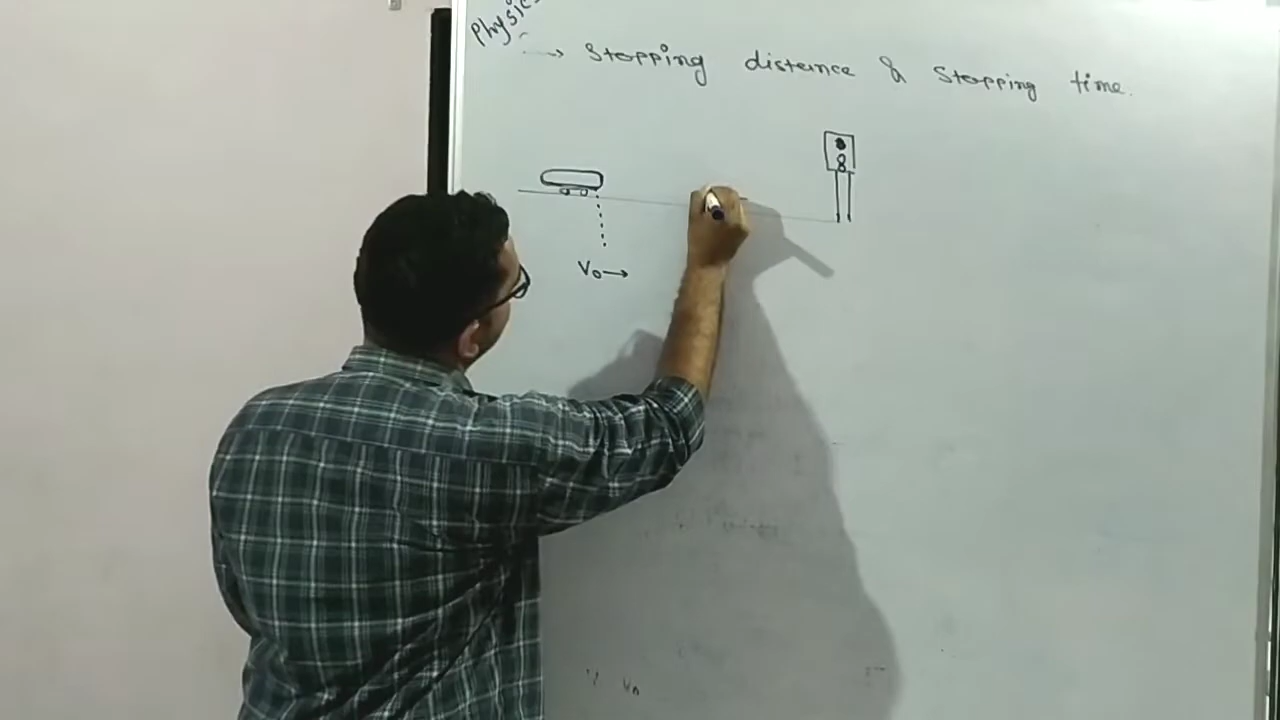 Physics
→ Stopping distance & Stopping time.
V₀→